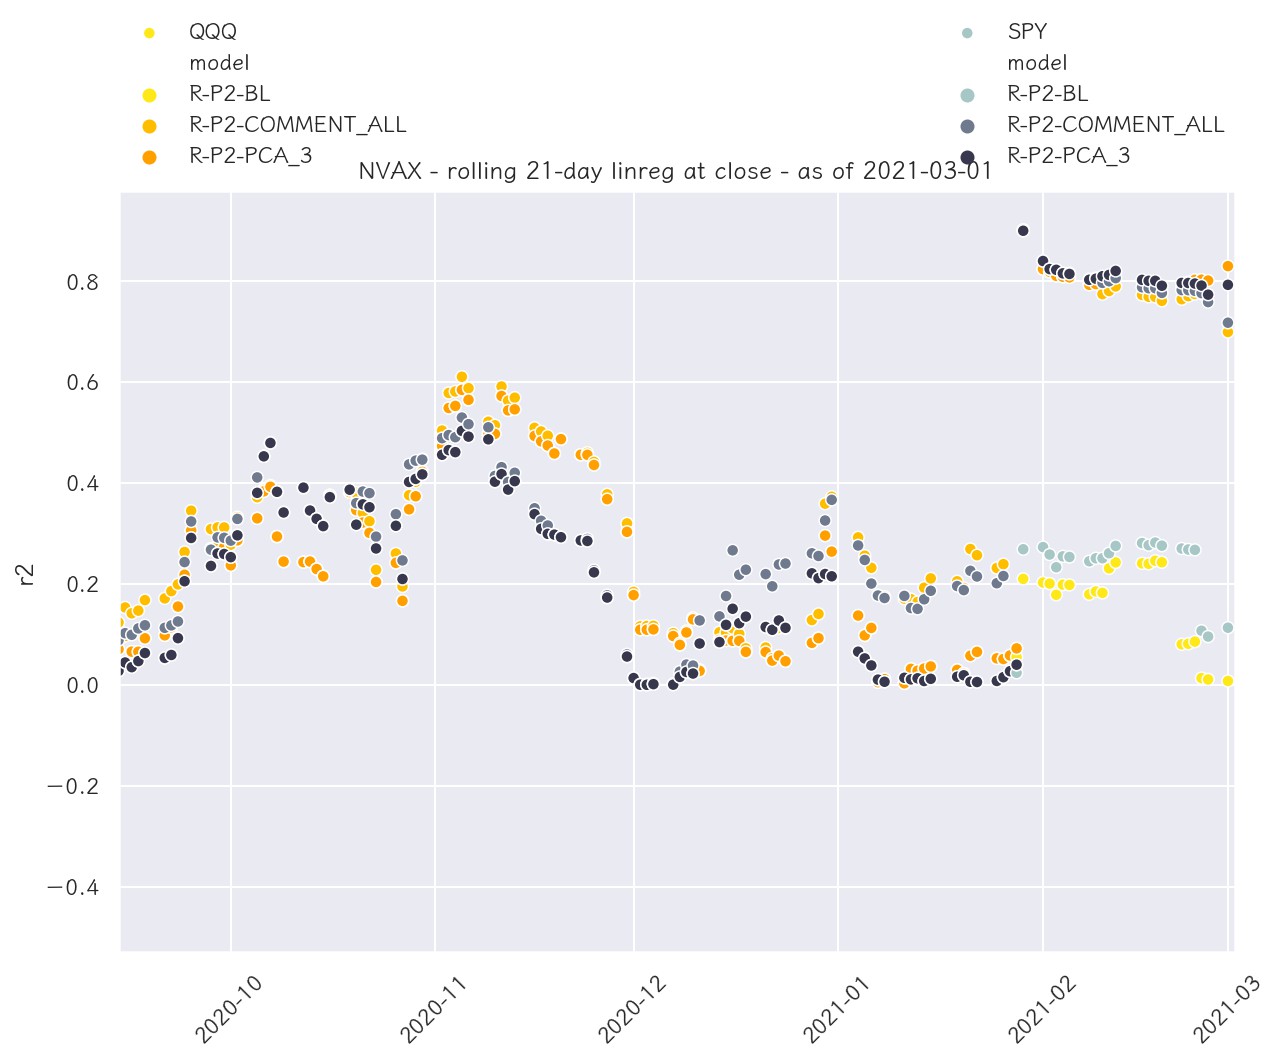 QQQ
model
R-P2-BL
R-P2-COMMENT_ALL
R-P2-PCA_3
SPY
model
R-P2-BL
R-P2-COMMENT_ALL
R-P2-PCA_3
NVAX - rolling 21-day linreg at close - as of 2021-03-01
r2
0.8
0.6
0.4
0.2
0.0
−0.2
−0.4
2020-10
2020-11
2020-12
2021-01
2021-02
2021-03